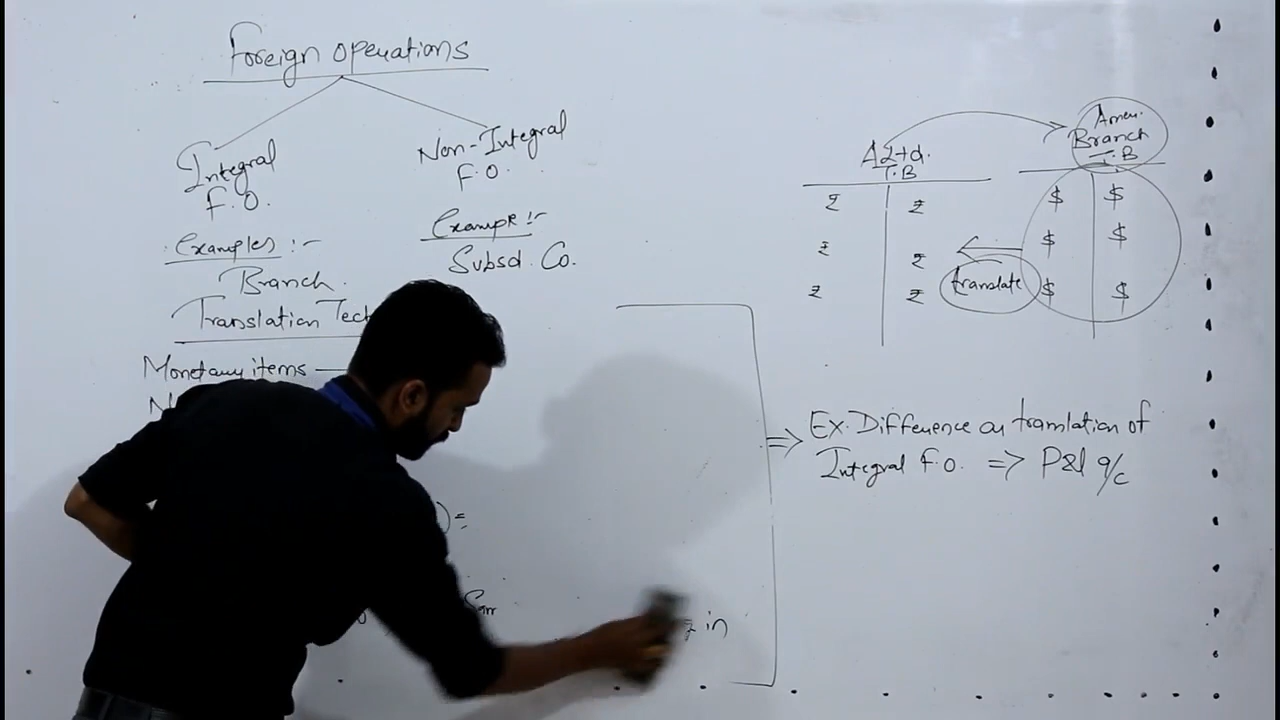 Foreign operations
Integral
F.O.
Non-Integral
F.O.
Examples :-
Branch.
Example :-
Subsd. Co.
Translation Tech
Monetary items —
N
)=
A Ltd.
T.B
₹ ₹
₹ ₹
₹ ₹
Amer.
Branch
T.B
$ $
$ $
$ $
translate
=> Ex. Difference on translation of
Integral F.O. => P&L a/c
in